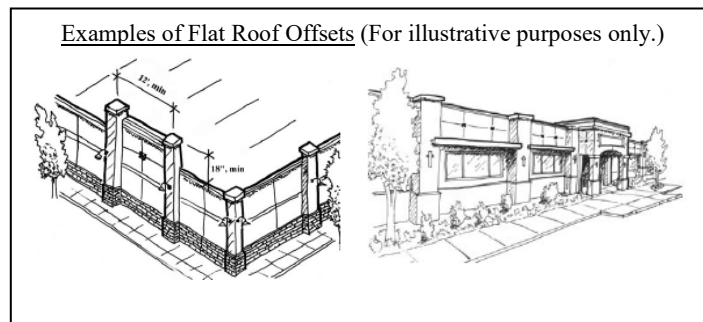 Examples of Flat Roof Offsets (For illustrative purposes only.)
12', min
18", min